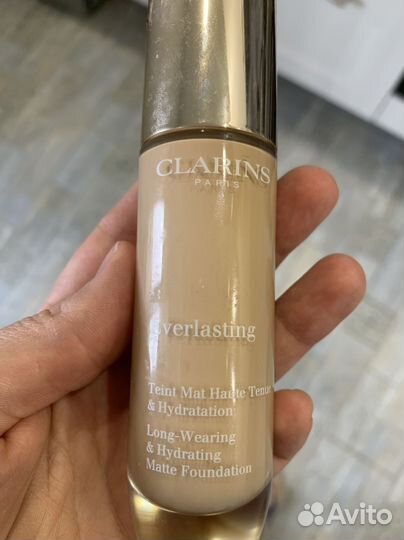 CLARINS
PARIS
Everlasting
Teint Mat Haute Tenue
& Hydratation
Long-Wearing
& Hydrating
Matte Foundation
Avito